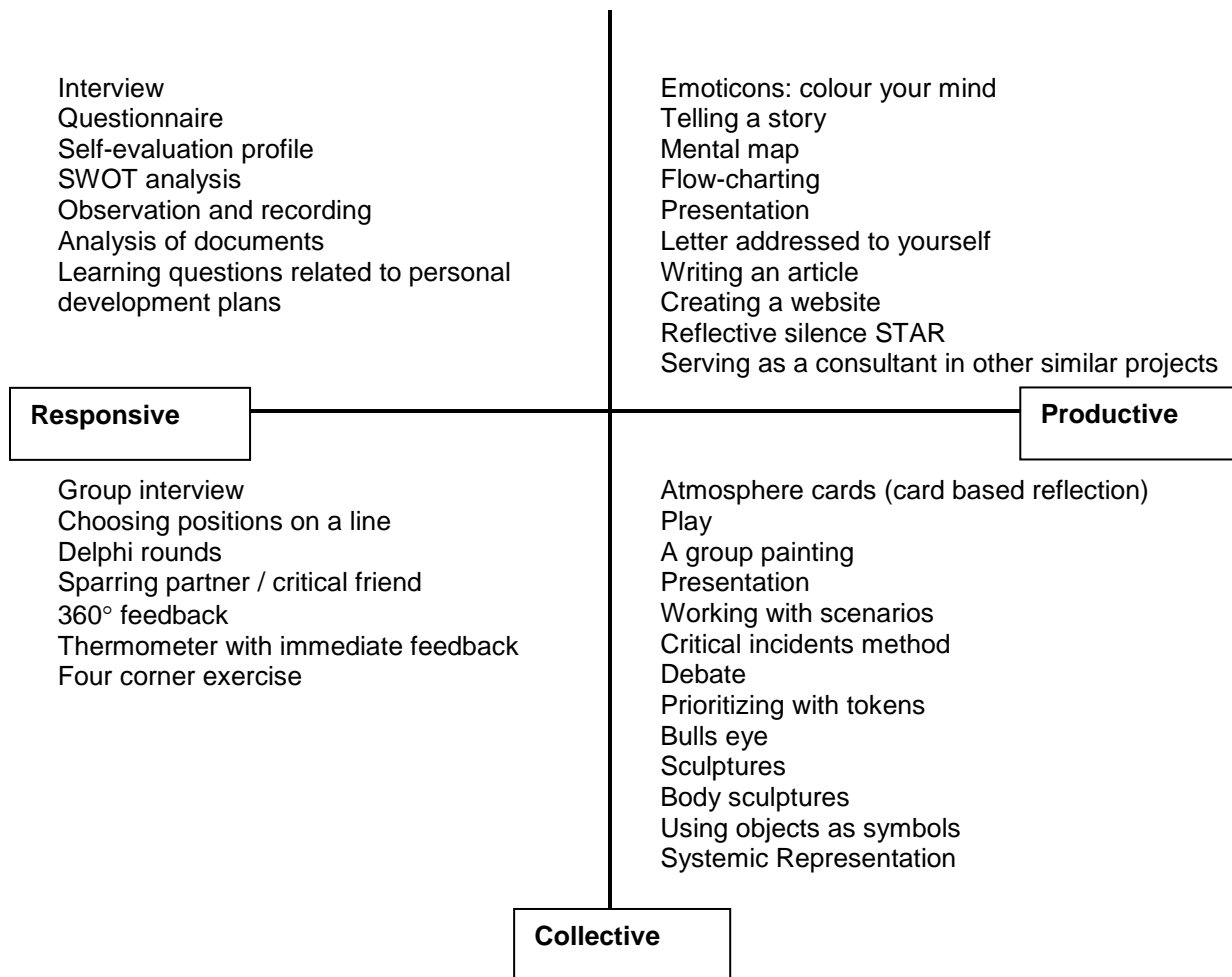 Interview
Questionnaire
Self-evaluation profile
SWOT analysis
Observation and recording
Analysis of documents
Learning questions related to personal
development plans
Emoticons: colour your mind
Telling a story
Mental map
Flow-charting
Presentation
Letter addressed to yourself
Writing an article
Creating a website
Reflective silence STAR
Serving as a consultant in other similar projects
Responsive
Productive
Group interview
Choosing positions on a line
Delphi rounds
Sparring partner / critical friend
360° feedback
Thermometer with immediate feedback
Four corner exercise
Atmosphere cards (card based reflection)
Play
A group painting
Presentation
Working with scenarios
Critical incidents method
Debate
Prioritizing with tokens
Bulls eye
Sculptures
Body sculptures
Using objects as symbols
Systemic Representation
Collective